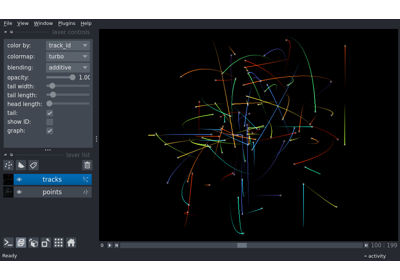 File View Window Plugins Help
layer controls
color by: track_id
colormap: turbo
blending: additive
opacity: 1.00
tail width:
tail length:
head length:
tail:
show ID:
graph:
layer list
tracks
points
0 100 199
Ready activity